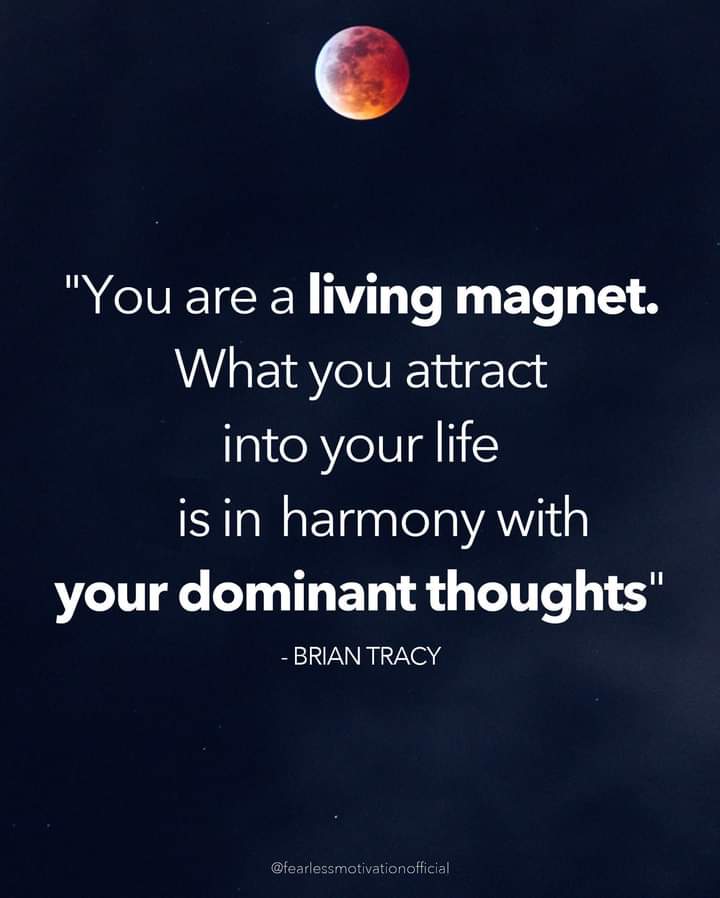 "You are a living magnet.
What you attract
into your life
is in harmony with
your dominant thoughts"
- BRIAN TRACY
@fearlessmotivationofficial